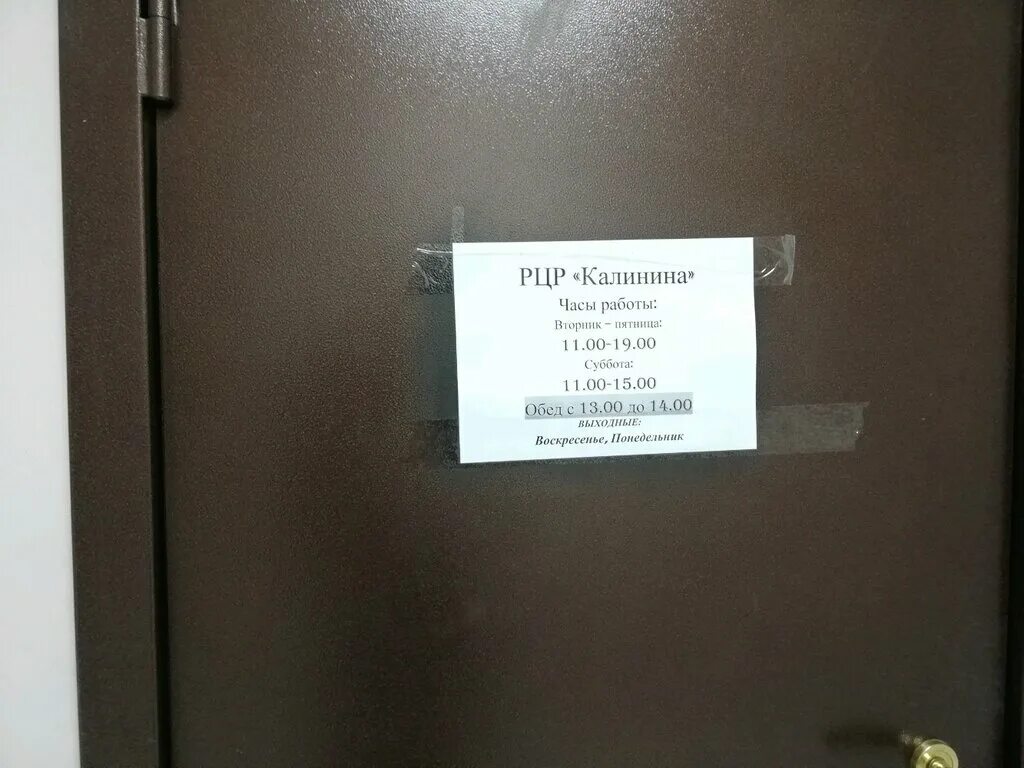 РЦР «Калинина»
Часы работы:
Вторник – пятница:
11.00-19.00
Суббота:
11.00-15.00
Обед с 13.00 до 14.00
ВЫХОДНЫЕ:
Воскресенье, Понедельник